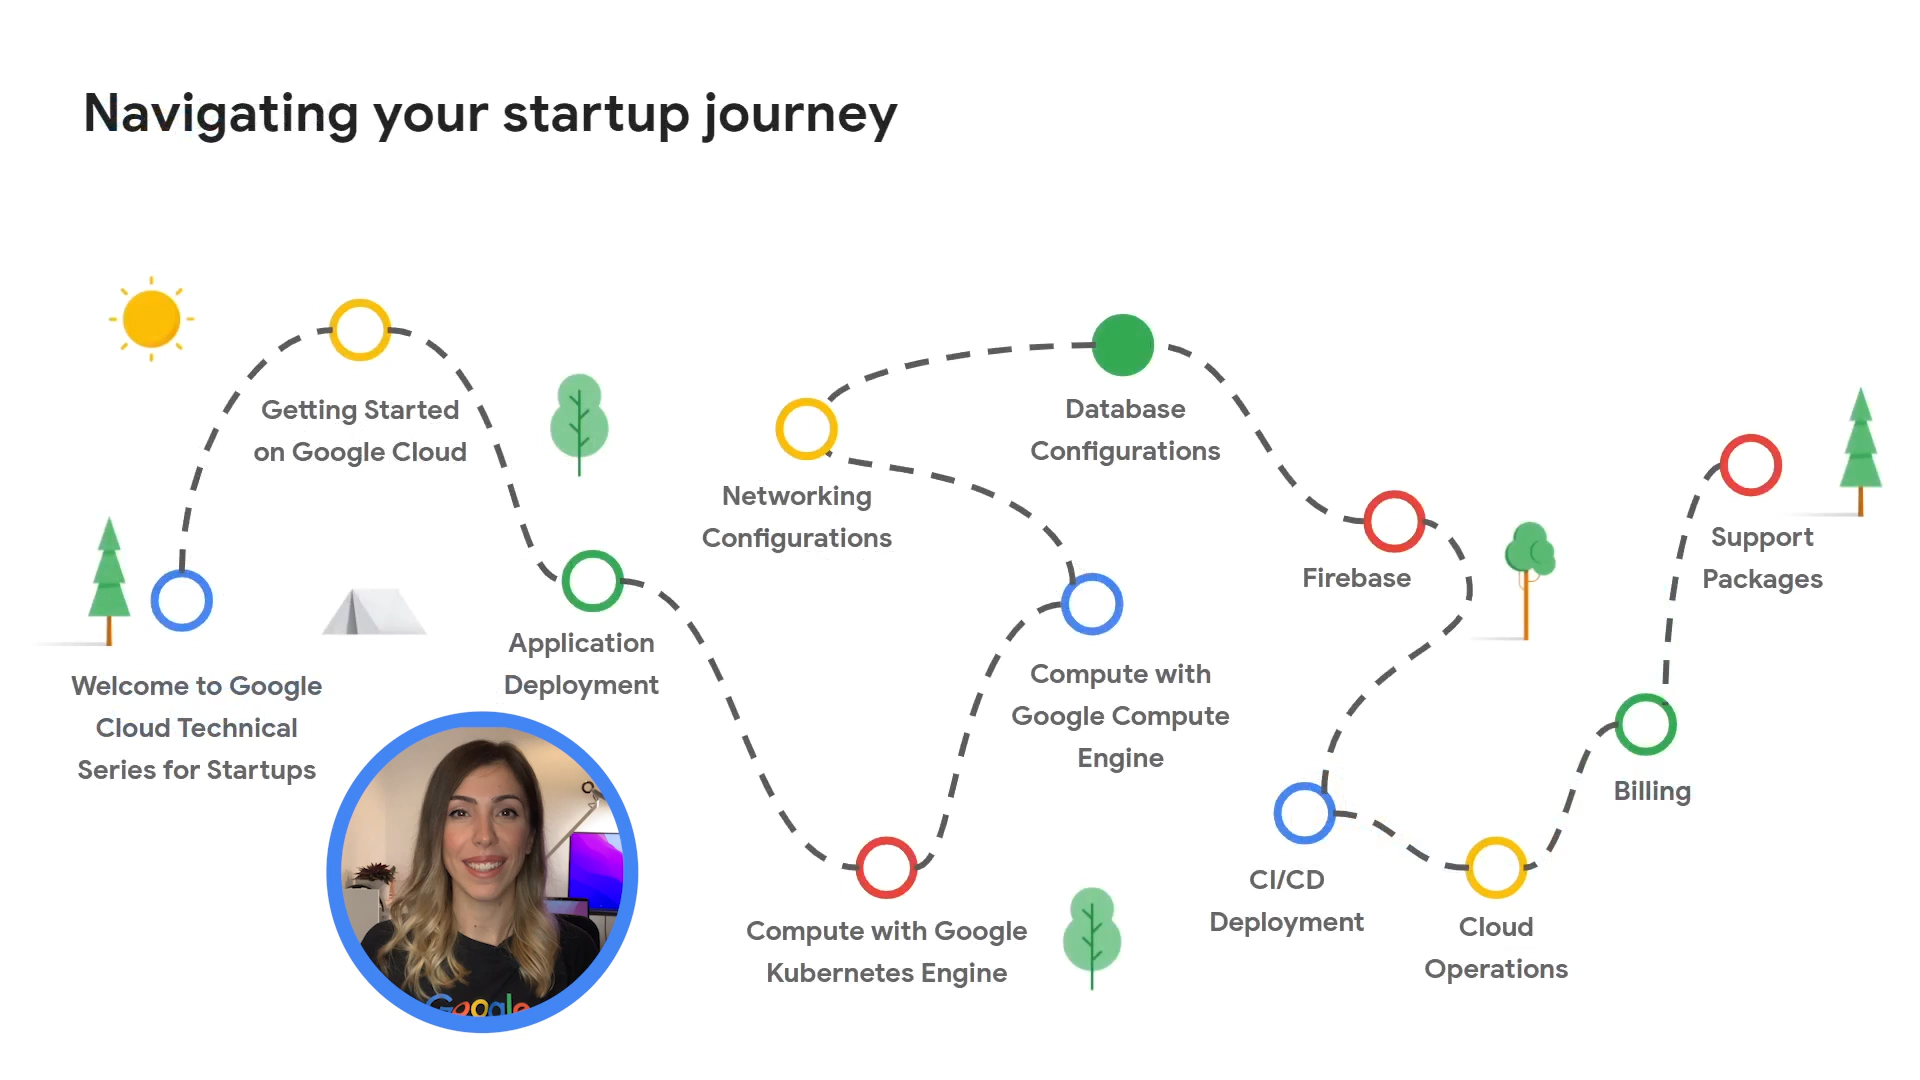 Navigating your startup journey
Welcome to Google
Cloud Technical
Series for Startups
Getting Started
on Google Cloud
Application
Deployment
Compute with Google
Kubernetes Engine
Compute with
Google Compute
Engine
Networking
Configurations
Database
Configurations
Firebase
CI/CD
Deployment
Cloud
Operations
Billing
Support
Packages
Google